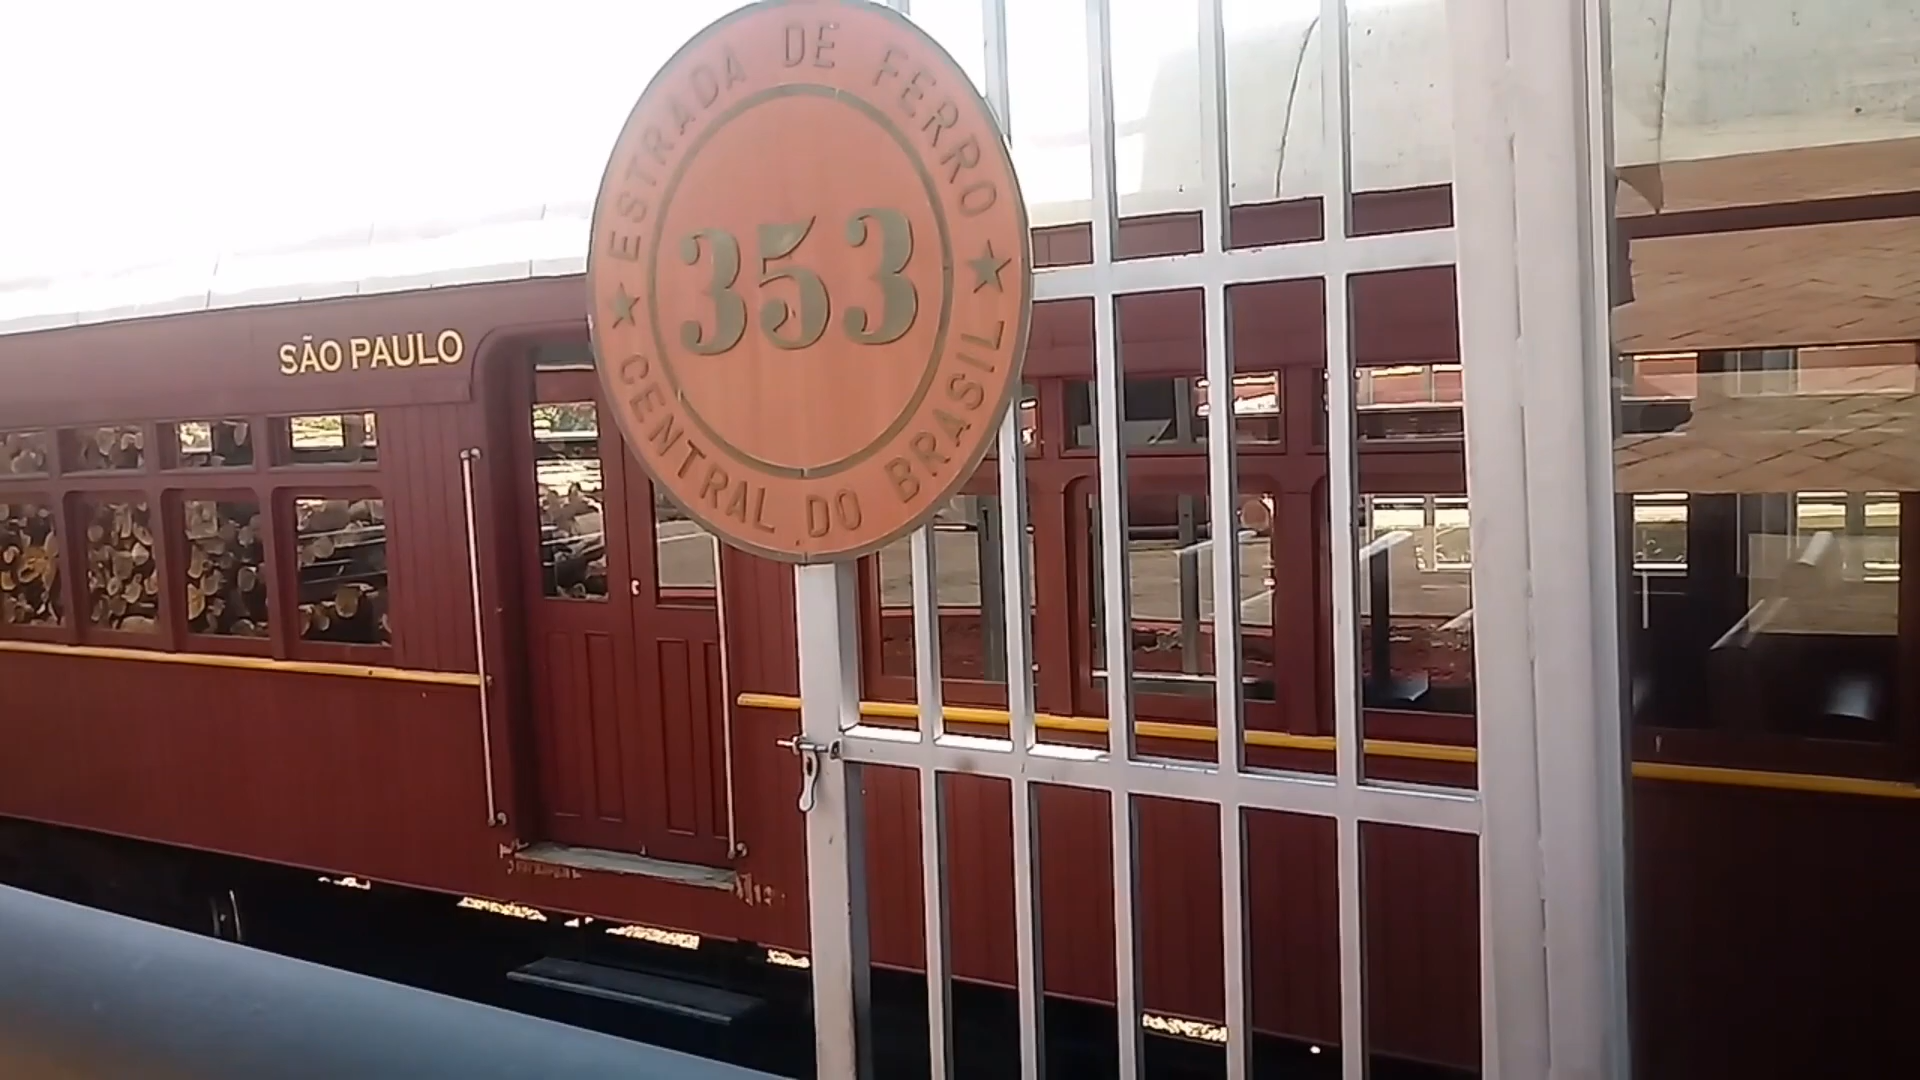 ESTRADA DE FERRO
353
CENTRAL DO BRASIL
SÃO PAULO